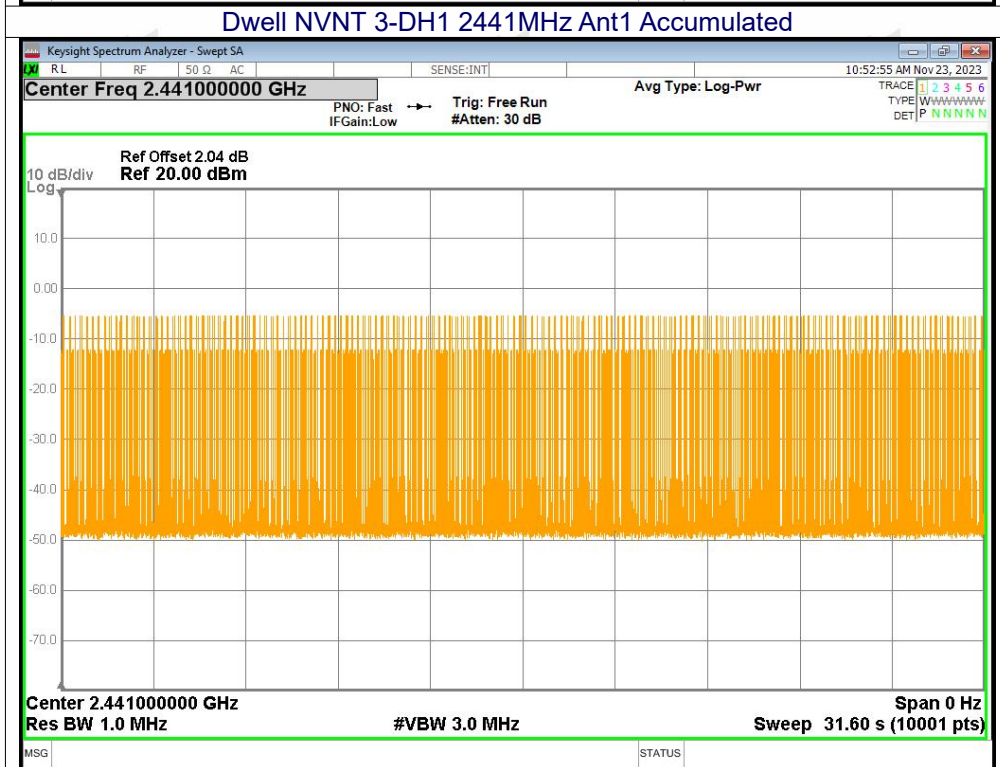 Dwell NVNT 3-DH1 2441MHz Ant1 Accumulated
Keysight Spectrum Analyzer - Swept SA
LXI RL RF 50 Ω AC SENSE:INT 10:52:55 AM Nov 23, 2023
Center Freq 2.441000000 GHz Avg Type: Log-Pwr TRACE 1 2 3 4 5 6
PNO: Fast Trig: Free Run TYPE WWWWWWW
IFGain:Low #Atten: 30 dB DET P N N N N N
Ref Offset 2.04 dB
10 dB/div Ref 20.00 dBm
Log
10.0
0.00
-10.0
-20.0
-30.0
-40.0
-50.0
-60.0
-70.0
Center 2.441000000 GHz Span 0 Hz
Res BW 1.0 MHz #VBW 3.0 MHz Sweep 31.60 s (10001 pts)
MSG STATUS